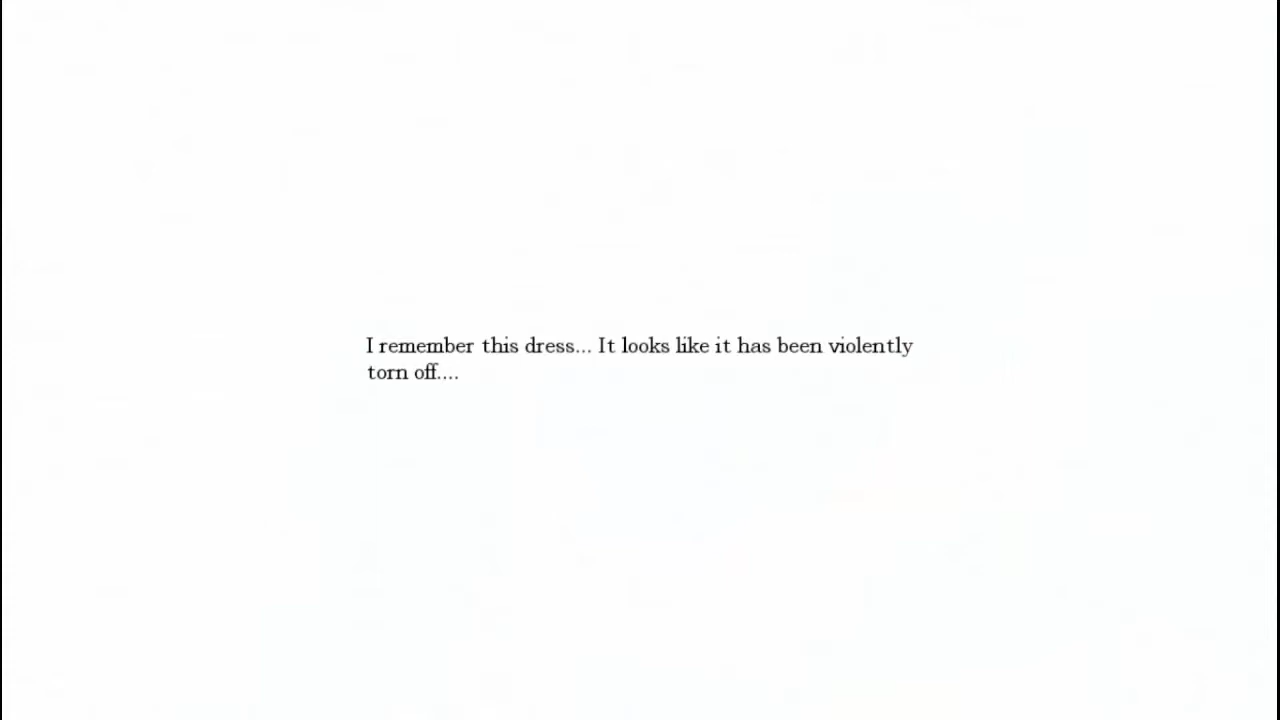 I remember this dress... It looks like it has been violently
torn off....